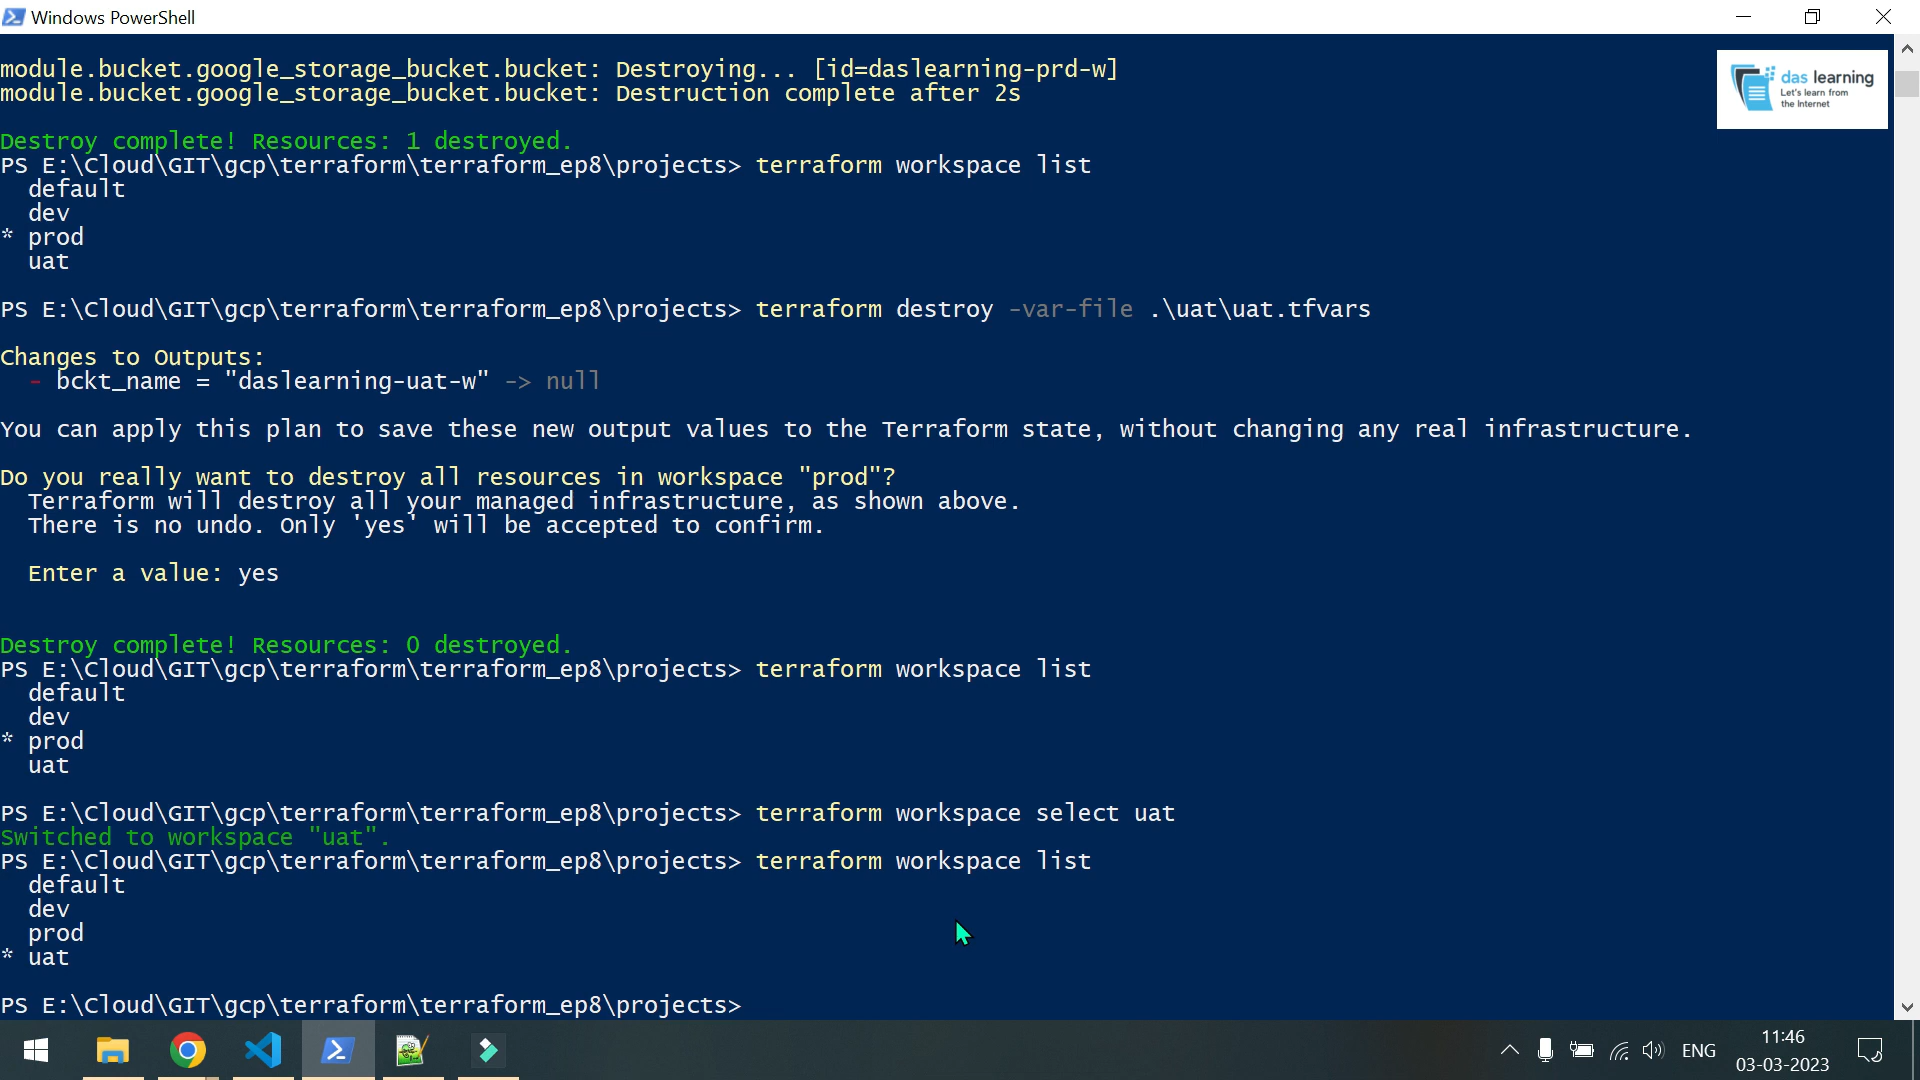 Windows PowerShell
module.bucket.google_storage_bucket.bucket: Destroying... [id=daslearning-prd-w]
module.bucket.google_storage_bucket.bucket: Destruction complete after 2s
das learning
Let's learn from
the Internet
Destroy complete! Resources: 1 destroyed.
PS E:\Cloud\GIT\gcp\terraform\terraform_ep8\projects> terraform workspace list
  default
  dev
* prod
  uat
PS E:\Cloud\GIT\gcp\terraform\terraform_ep8\projects> terraform destroy -var-file .\uat\uat.tfvars
Changes to Outputs:
  - bckt_name = "daslearning-uat-w" -> null
You can apply this plan to save these new output values to the Terraform state, without changing any real infrastructure.
Do you really want to destroy all resources in workspace "prod"?
  Terraform will destroy all your managed infrastructure, as shown above.
  There is no undo. Only 'yes' will be accepted to confirm.
  Enter a value: yes
Destroy complete! Resources: 0 destroyed.
PS E:\Cloud\GIT\gcp\terraform\terraform_ep8\projects> terraform workspace list
  default
  dev
* prod
  uat
PS E:\Cloud\GIT\gcp\terraform\terraform_ep8\projects> terraform workspace select uat
Switched to workspace "uat".
PS E:\Cloud\GIT\gcp\terraform\terraform_ep8\projects> terraform workspace list
  default
  dev
  prod
* uat
PS E:\Cloud\GIT\gcp\terraform\terraform_ep8\projects>
ENG
11:46
03-03-2023